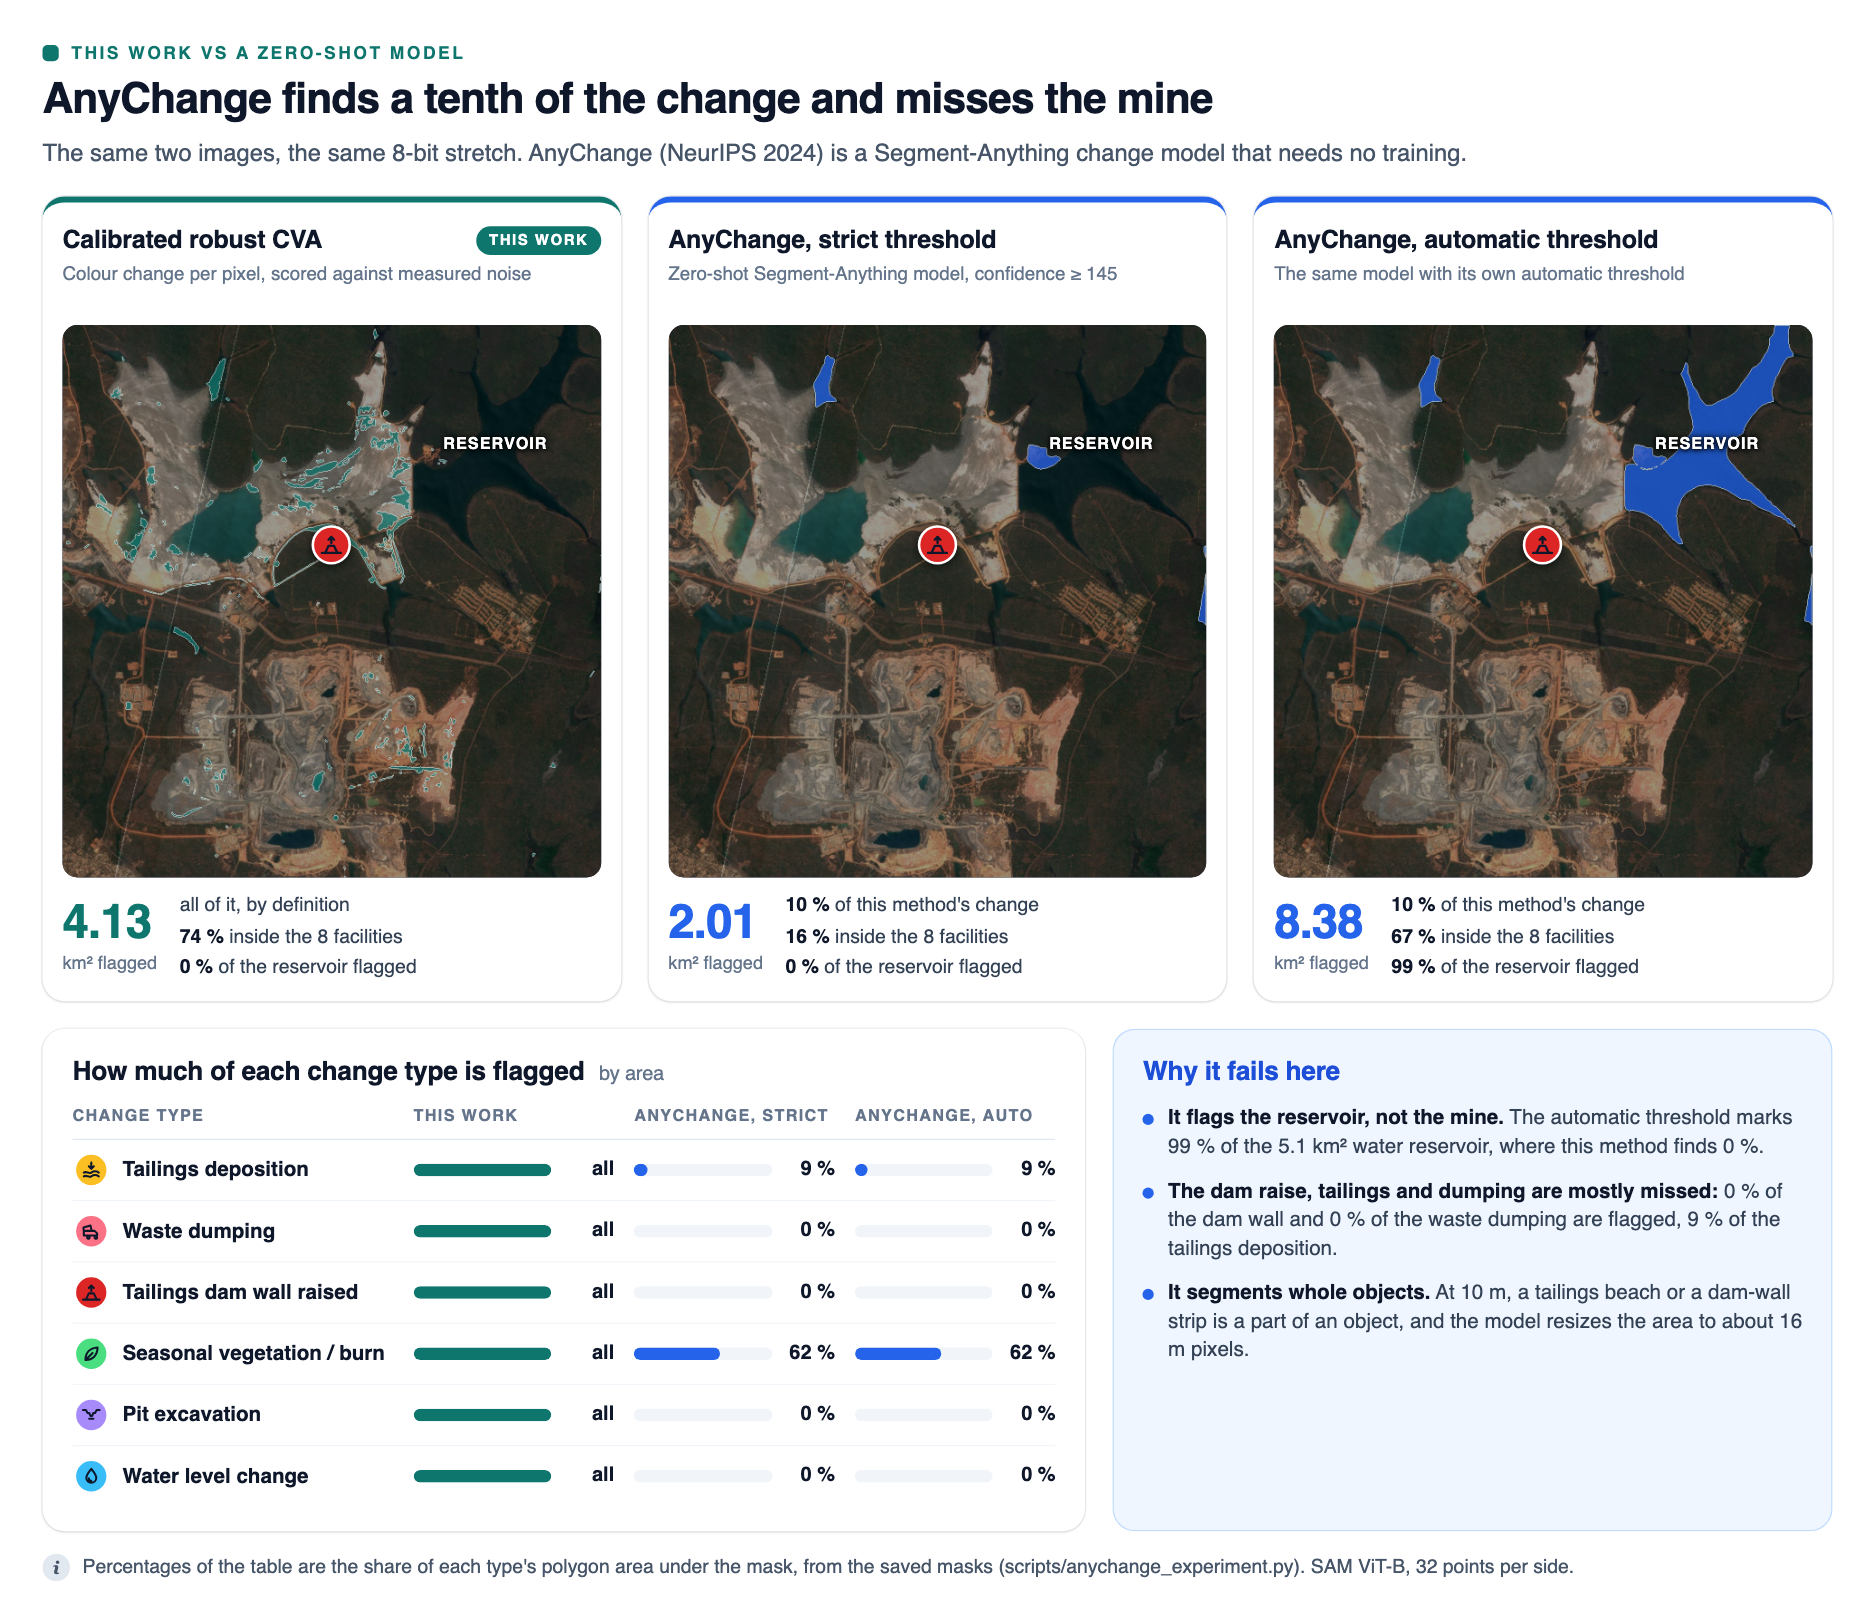 THIS WORK VS A ZERO-SHOT MODEL
AnyChange finds a tenth of the change and misses the mine
The same two images, the same 8-bit stretch. AnyChange (NeurIPS 2024) is a Segment-Anything change model that needs no training.
Calibrated robust CVA
THIS WORK
Colour change per pixel, scored against measured noise
RESERVOIR
4.13
km² flagged
all of it, by definition
74 % inside the 8 facilities
0 % of the reservoir flagged
AnyChange, strict threshold
Zero-shot Segment-Anything model, confidence ≥ 145
RESERVOIR
2.01
km² flagged
10 % of this method's change
16 % inside the 8 facilities
0 % of the reservoir flagged
AnyChange, automatic threshold
The same model with its own automatic threshold
RESERVOIR
8.38
km² flagged
10 % of this method's change
67 % inside the 8 facilities
99 % of the reservoir flagged
How much of each change type is flagged by area
CHANGE TYPE THIS WORK ANYCHANGE, STRICT ANYCHANGE, AUTO
Tailings deposition all 9 % 9 %
Waste dumping all 0 % 0 %
Tailings dam wall raised all 0 % 0 %
Seasonal vegetation / burn all 62 % 62 %
Pit excavation all 0 % 0 %
Water level change all 0 % 0 %
Why it fails here
It flags the reservoir, not the mine. The automatic threshold marks
99 % of the 5.1 km² water reservoir, where this method finds 0 %.
The dam raise, tailings and dumping are mostly missed: 0 % of
the dam wall and 0 % of the waste dumping are flagged, 9 % of the
tailings deposition.
It segments whole objects. At 10 m, a tailings beach or a dam-wall
strip is a part of an object, and the model resizes the area to about 16
m pixels.
i Percentages of the table are the share of each type's polygon area under the mask, from the saved masks (scripts/anychange_experiment.py). SAM ViT-B, 32 points per side.